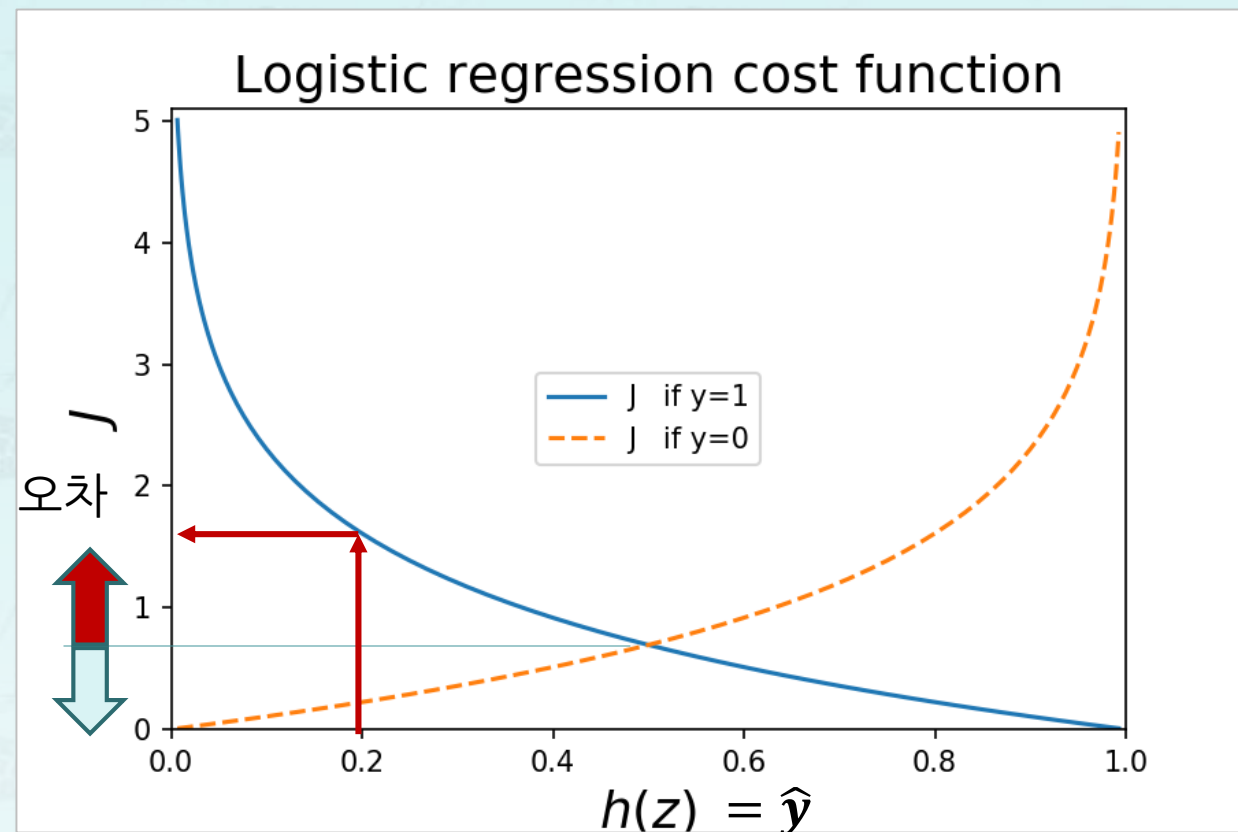 Logistic regression cost function
5
4
3
2
1
0
J
오차
J if y=1
J if y=0
0.0 0.2 0.4 0.6 0.8 1.0
h(z) = ŷ